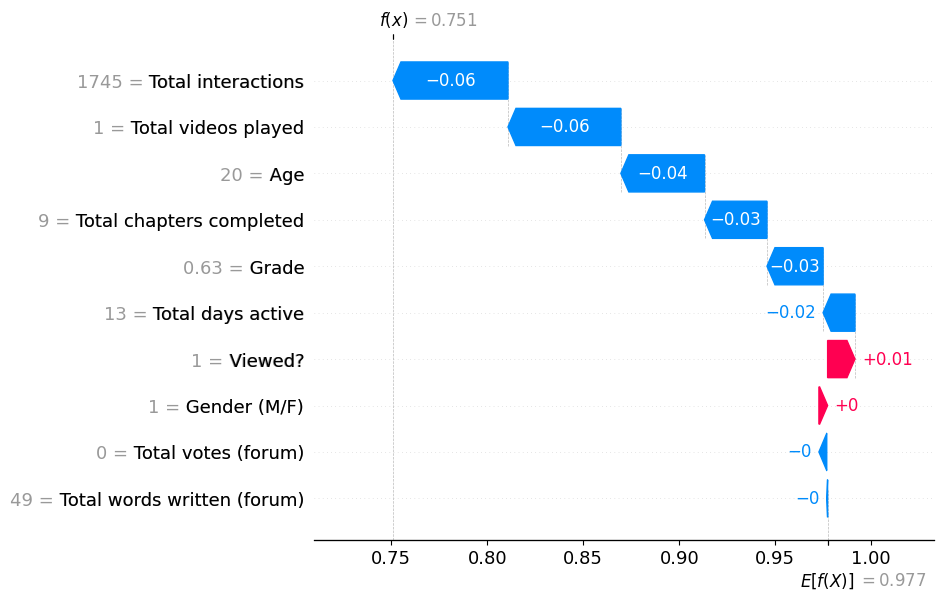 f(x) = 0.751
1745 = Total interactions −0.06
1 = Total videos played −0.06
20 = Age −0.04
9 = Total chapters completed −0.03
0.63 = Grade −0.03
13 = Total days active −0.02
1 = Viewed? +0.01
1 = Gender (M/F) +0
0 = Total votes (forum) −0
49 = Total words written (forum) −0
0.75 0.80 0.85 0.90 0.95 1.00
E[f(X)] = 0.977